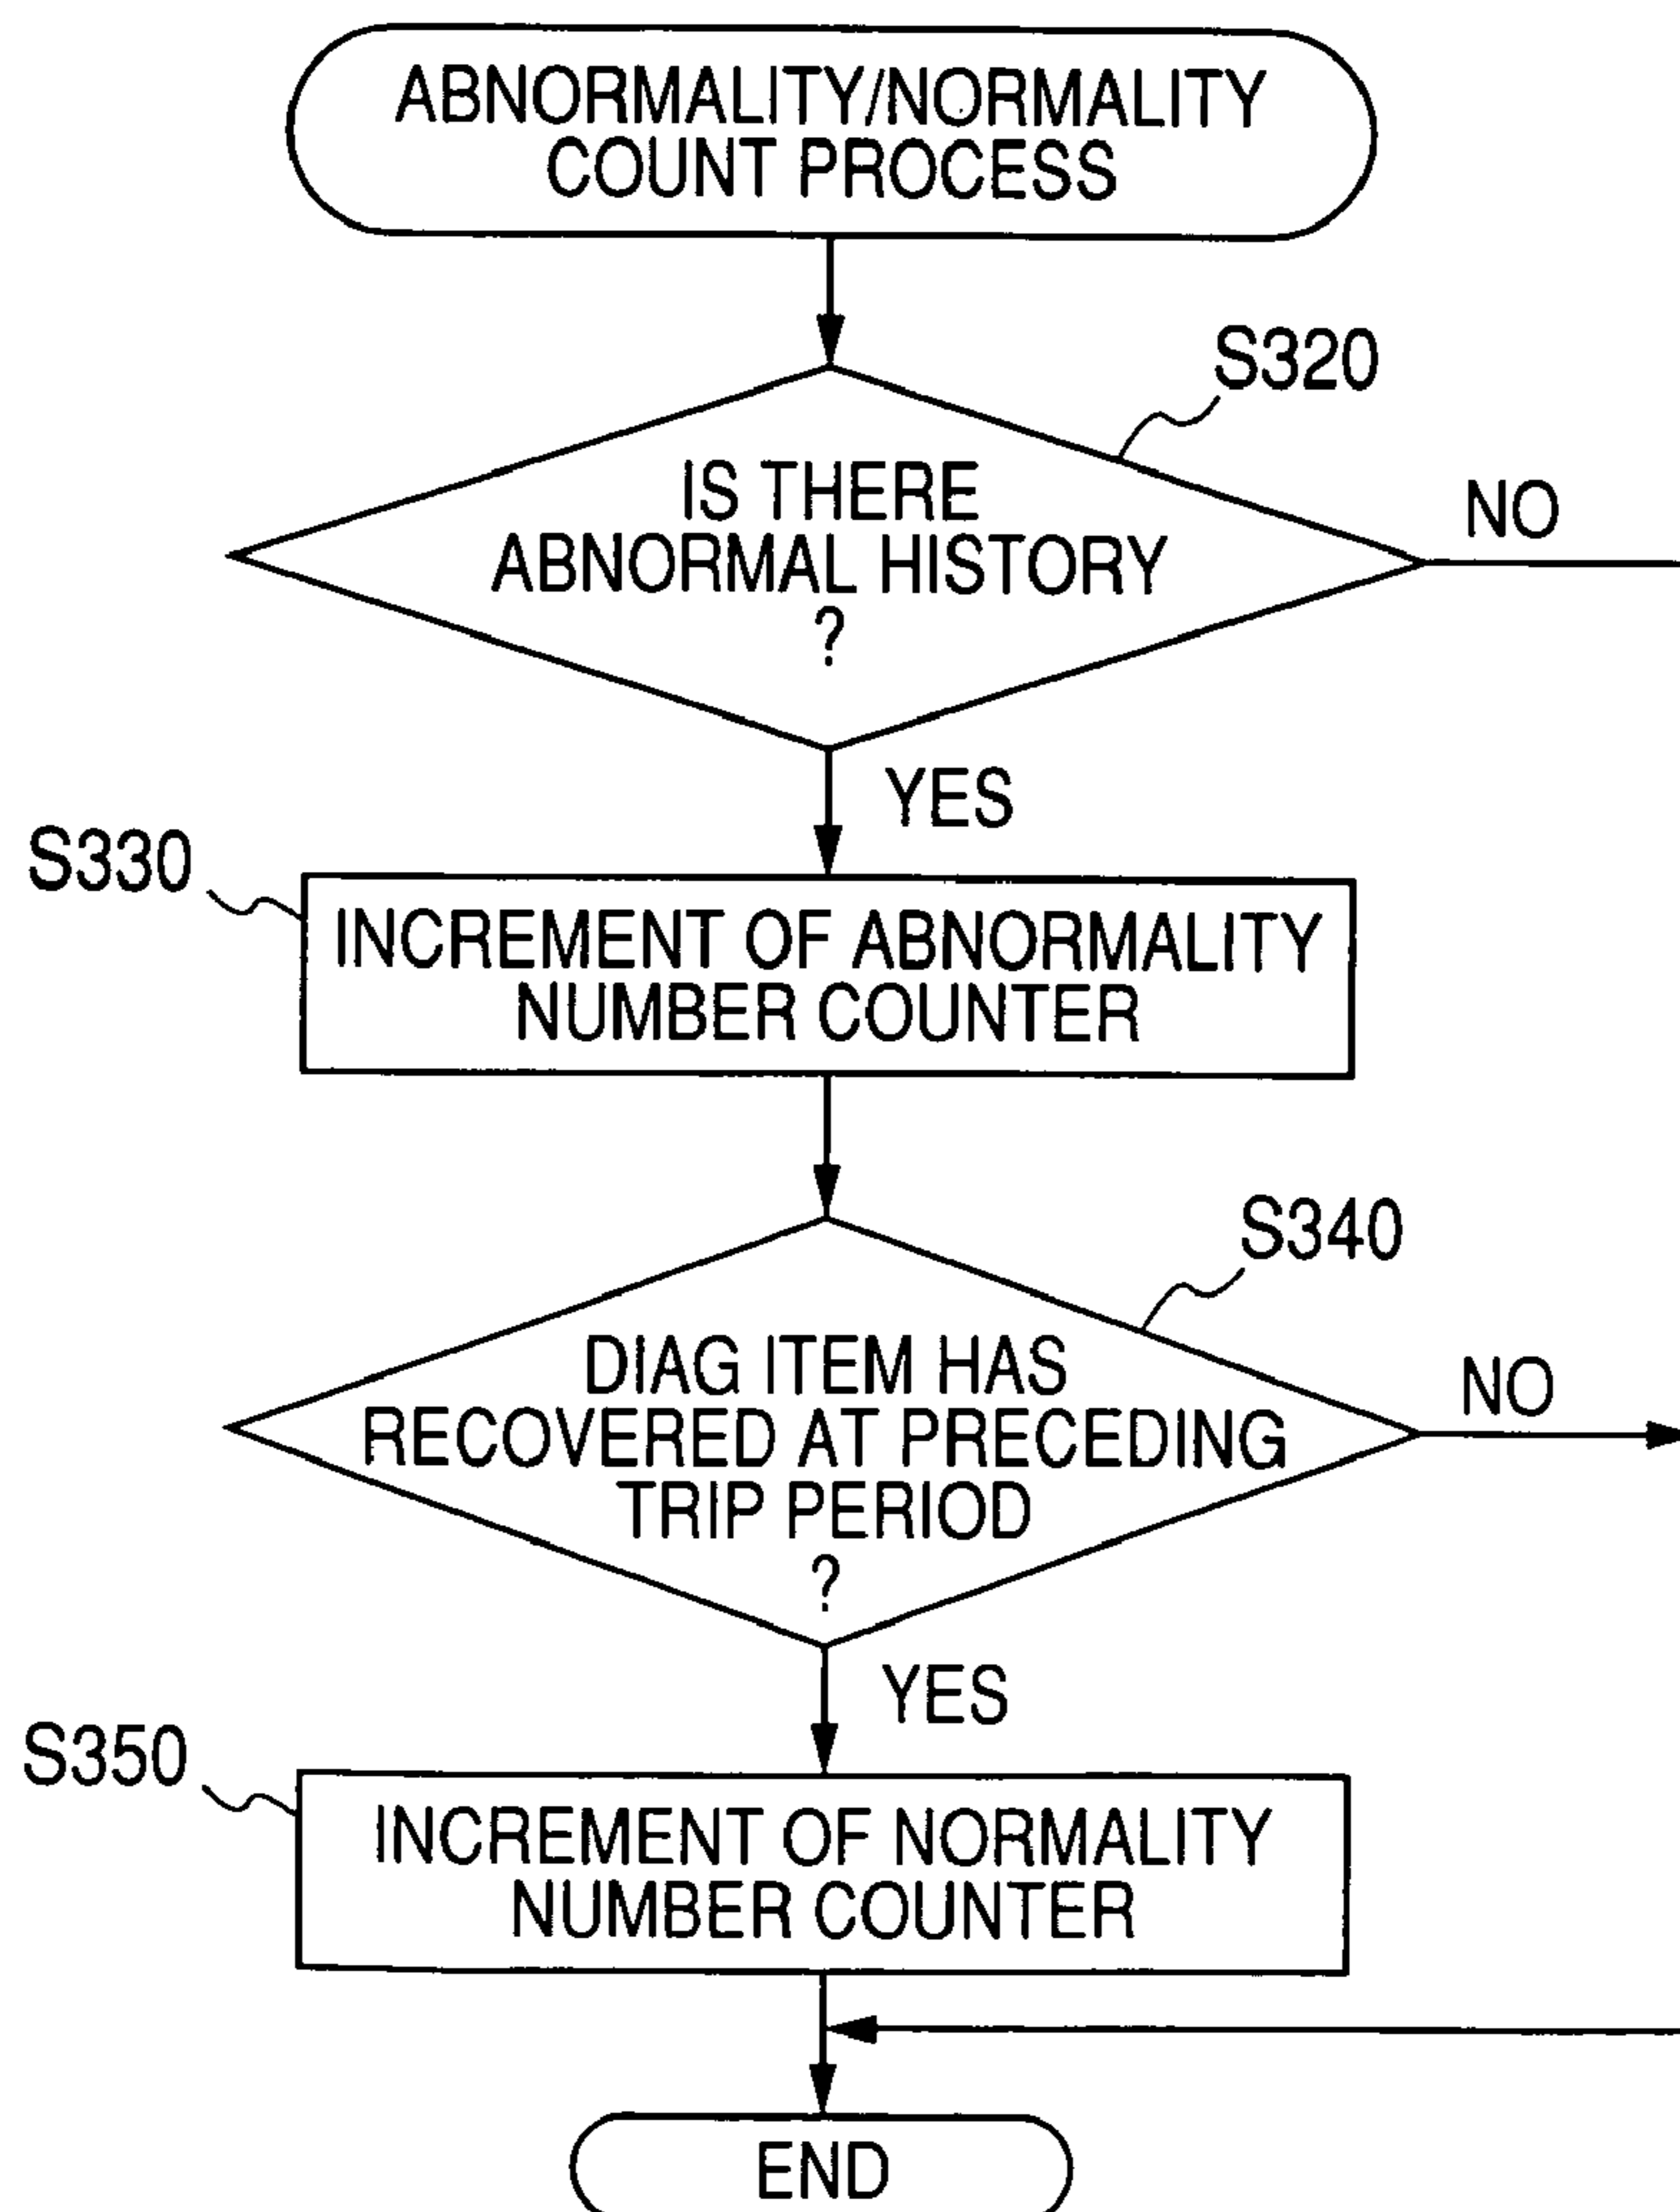 ABNORMALITY/NORMALITY
COUNT PROCESS
S320
IS THERE
ABNORMAL HISTORY
?
NO
YES
S330
INCREMENT OF ABNORMALITY
NUMBER COUNTER
S340
DIAG ITEM HAS
RECOVERED AT PRECEDING
TRIP PERIOD
?
NO
YES
S350
INCREMENT OF NORMALITY
NUMBER COUNTER
END